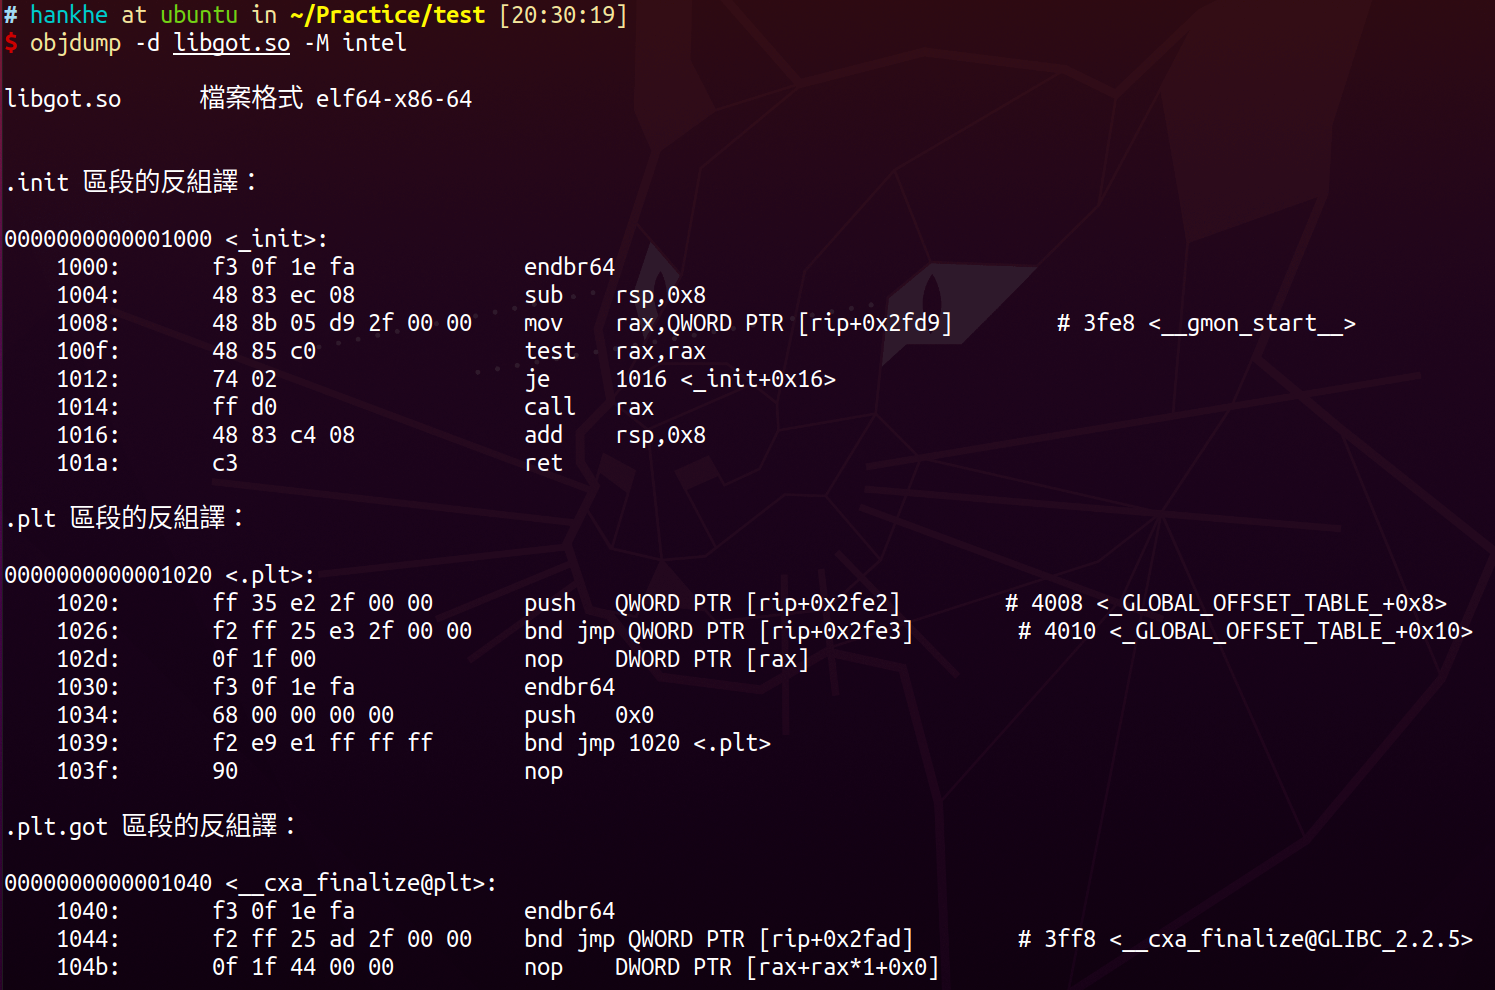 # hankhe at ubuntu in ~/Practice/test [20:30:19]
$ objdump -d libgot.so -M intel
libgot.so      檔案格式 elf64-x86-64
.init 區段的反組譯：
0000000000001000 <_init>:
    1000:       f3 0f 1e fa             endbr64
    1004:       48 83 ec 08             sub    rsp,0x8
    1008:       48 8b 05 d9 2f 00 00    mov    rax,QWORD PTR [rip+0x2fd9]        # 3fe8 <__gmon_start__>
    100f:       48 85 c0                test   rax,rax
    1012:       74 02                   je     1016 <_init+0x16>
    1014:       ff d0                   call   rax
    1016:       48 83 c4 08             add    rsp,0x8
    101a:       c3                      ret
.plt 區段的反組譯：
0000000000001020 <.plt>:
    1020:       ff 35 e2 2f 00 00       push   QWORD PTR [rip+0x2fe2]        # 4008 <_GLOBAL_OFFSET_TABLE_+0x8>
    1026:       f2 ff 25 e3 2f 00 00    bnd jmp QWORD PTR [rip+0x2fe3]        # 4010 <_GLOBAL_OFFSET_TABLE_+0x10>
    102d:       0f 1f 00                nop    DWORD PTR [rax]
    1030:       f3 0f 1e fa             endbr64
    1034:       68 00 00 00 00          push   0x0
    1039:       f2 e9 e1 ff ff ff       bnd jmp 1020 <.plt>
    103f:       90                      nop
.plt.got 區段的反組譯：
0000000000001040 <__cxa_finalize@plt>:
    1040:       f3 0f 1e fa             endbr64
    1044:       f2 ff 25 ad 2f 00 00    bnd jmp QWORD PTR [rip+0x2fad]        # 3ff8 <__cxa_finalize@GLIBC_2.2.5>
    104b:       0f 1f 44 00 00          nop    DWORD PTR [rax+rax*1+0x0]